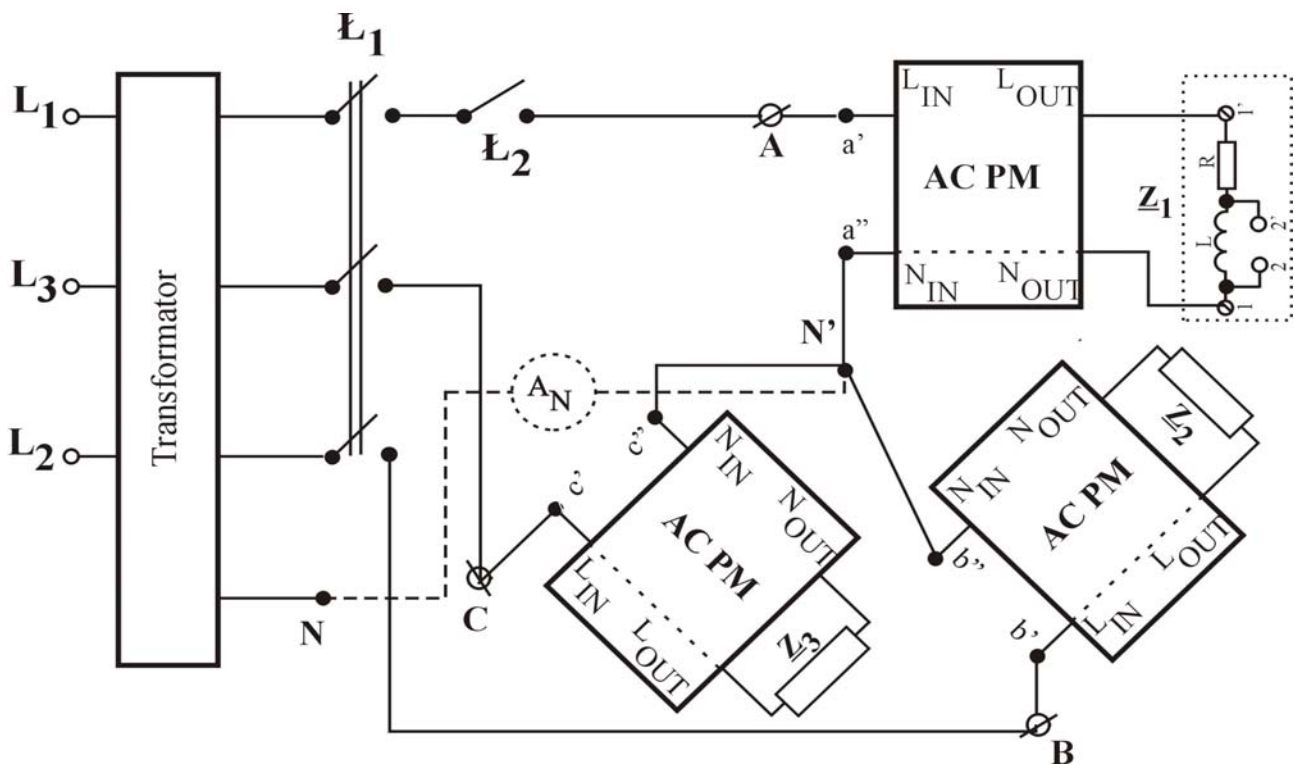 Ł1
L1
L3
L2
Transformator
Ł2
A
a'
a"
LIN
LOUT
AC PM
NIN
NOUT
Z1
1'
R
L
2'
2
1
N'
AN
N
C
c"
c'
NIN
NOUT
AC PM
LIN
LOUT
Z3
NOUT
NIN
AC PM
LOUT
LIN
Z2
b"
b'
B